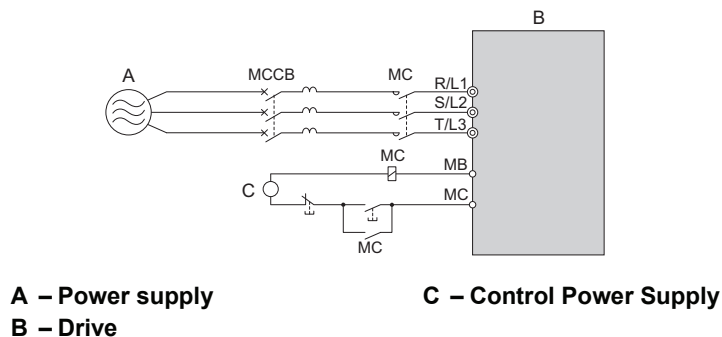 B
A MCCB MC
R/L1
S/L2
T/L3
MC
MB
C
MC
MC
A – Power supply
C – Control Power Supply
B – Drive